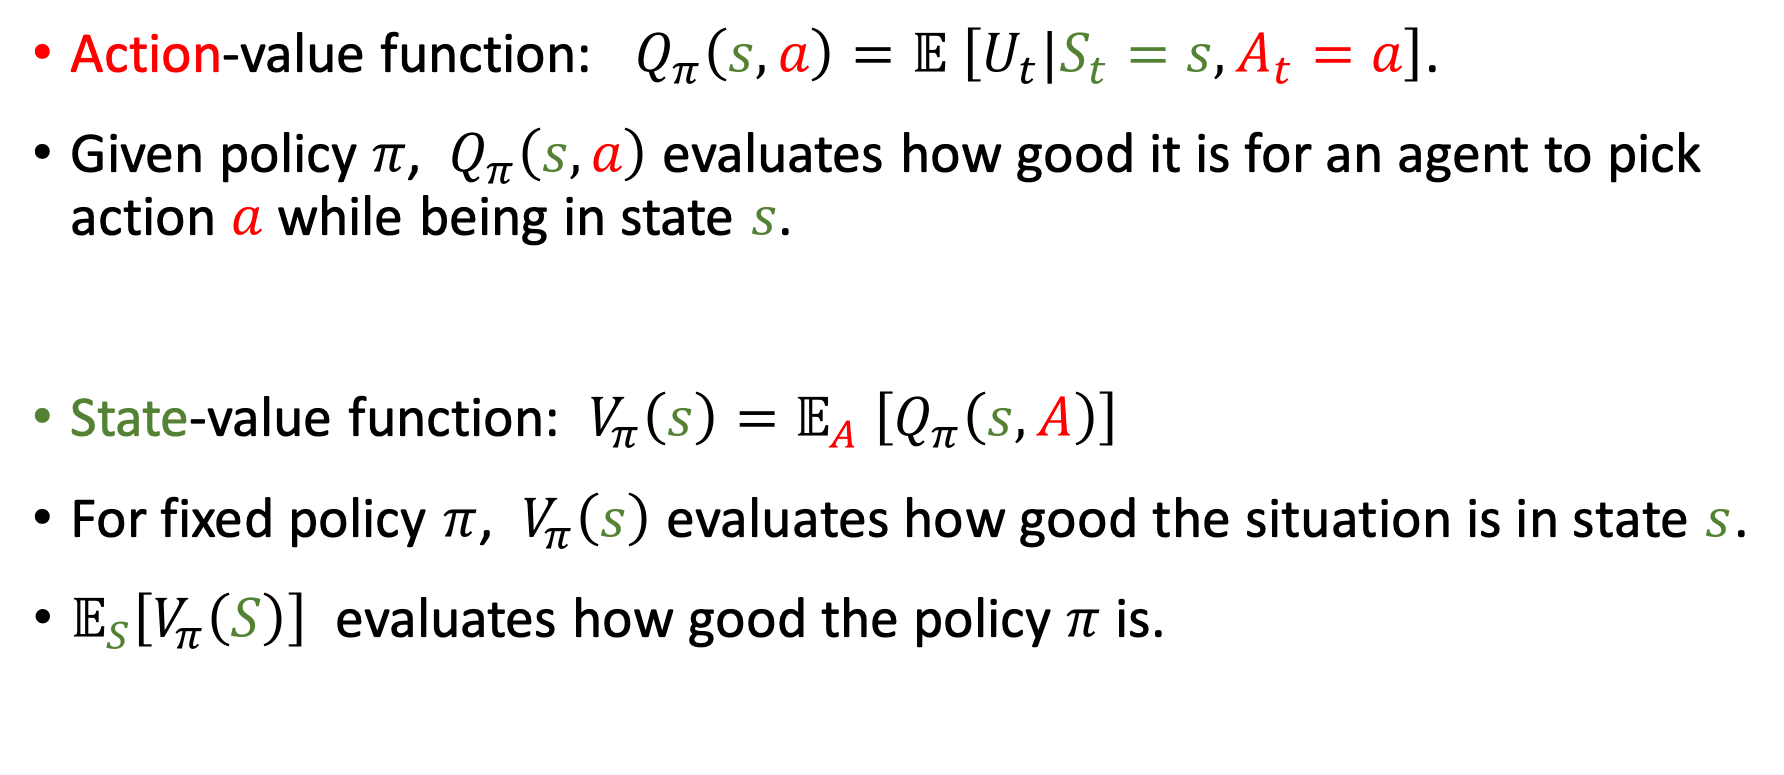 • Action-value function: Q_π(s, a) = 𝔼 [U_t|S_t = s, A_t = a].
• Given policy π, Q_π(s, a) evaluates how good it is for an agent to pick
action a while being in state s.
• State-value function: V_π(s) = 𝔼_A [Q_π(s, A)]
• For fixed policy π, V_π(s) evaluates how good the situation is in state s.
• 𝔼_S[V_π(S)] evaluates how good the policy π is.